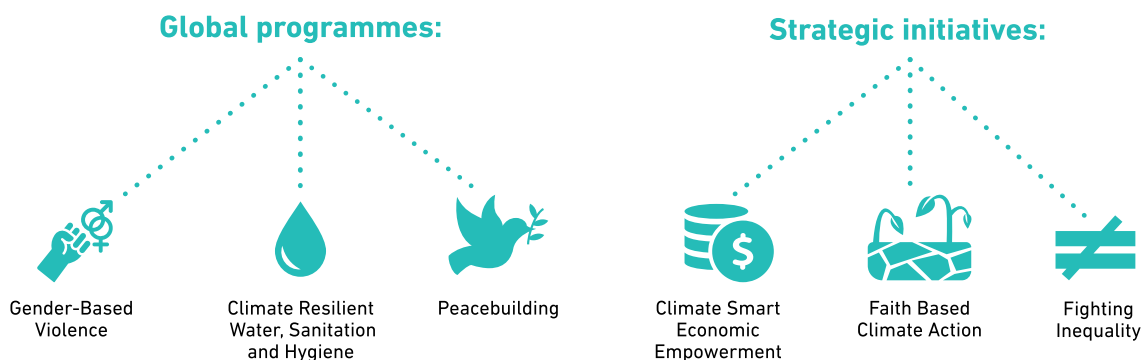 Global programmes:
Gender-Based
Violence
Climate Resilient
Water, Sanitation
and Hygiene
Peacebuilding
Strategic initiatives:
$
Climate Smart
Economic
Empowerment
Faith Based
Climate Action
Fighting
Inequality